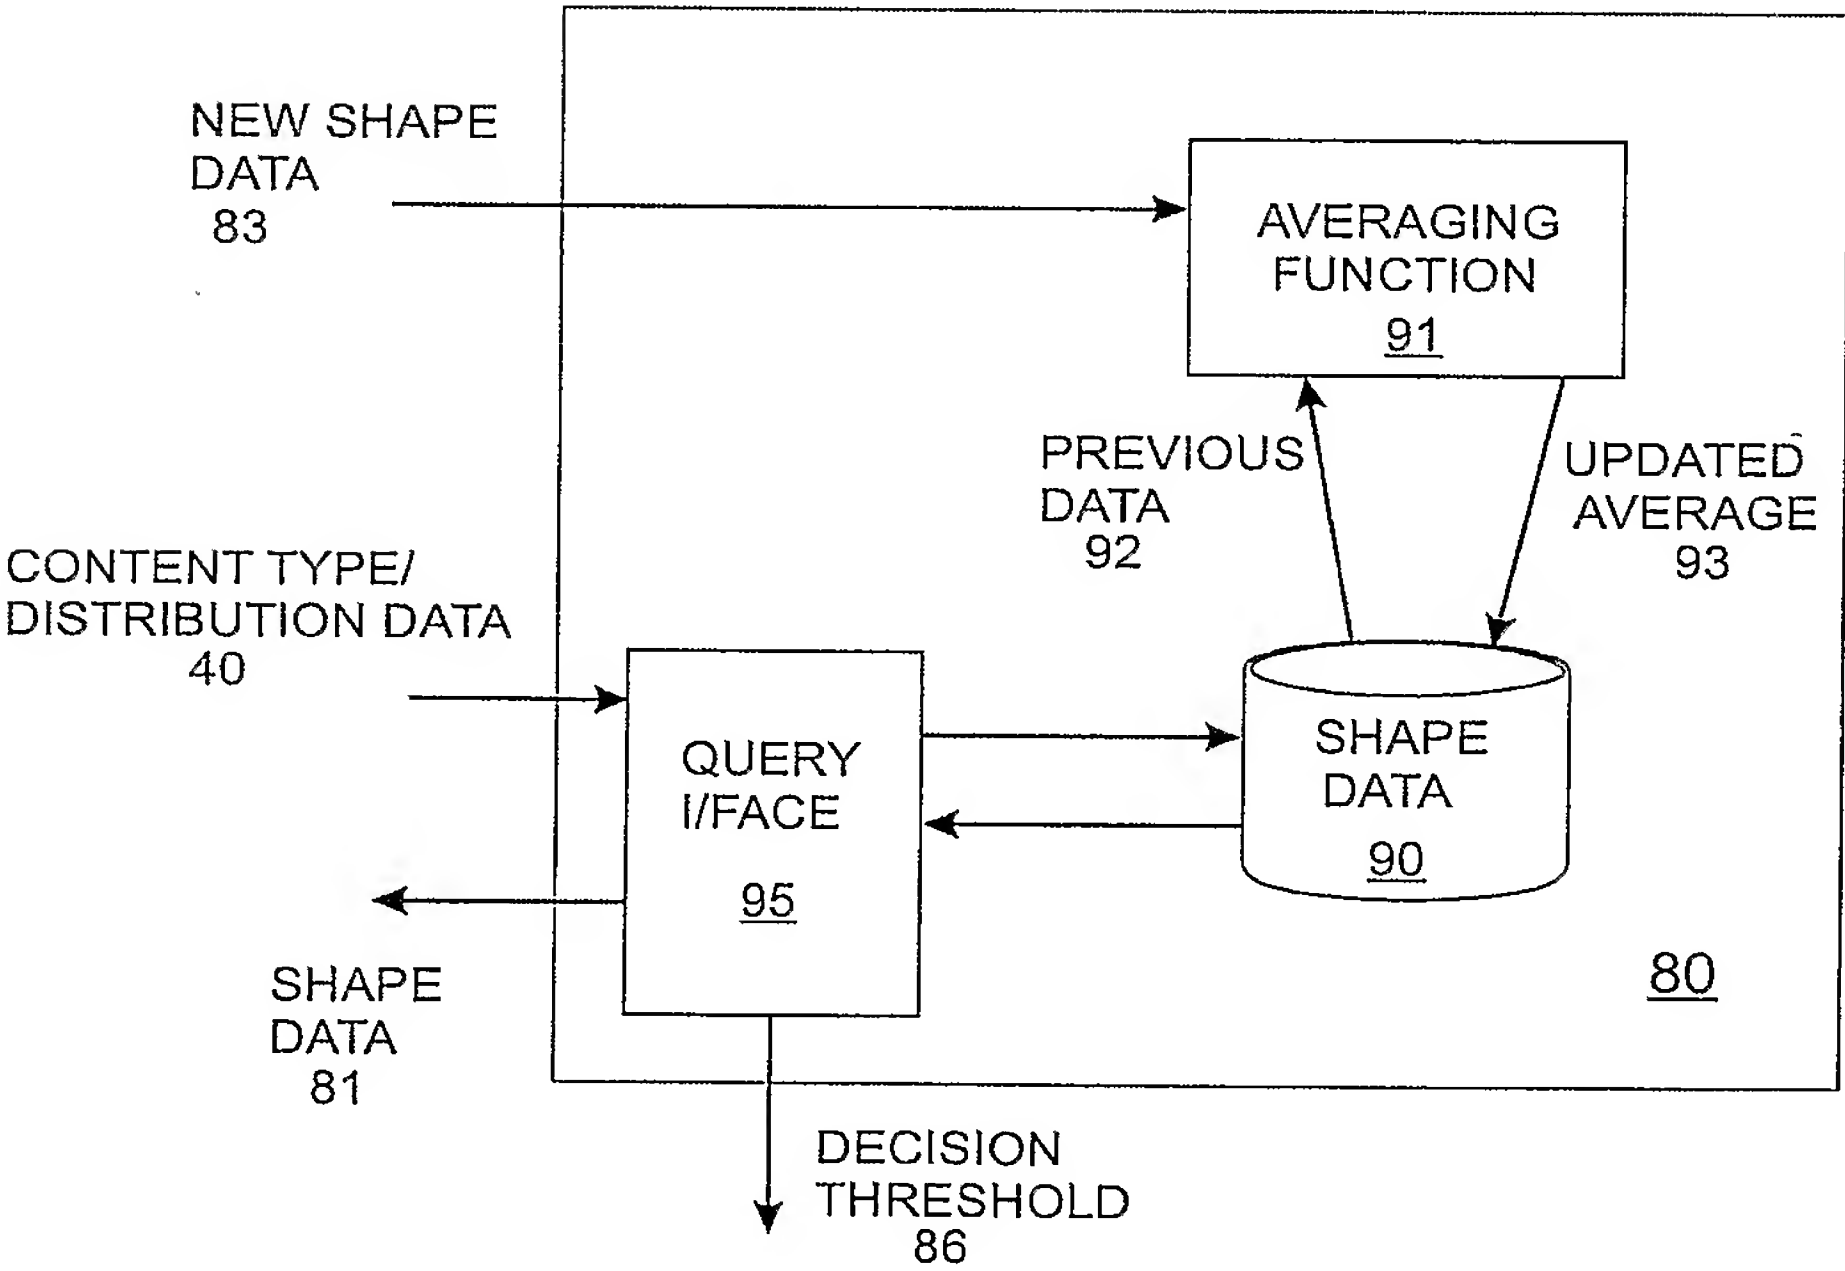 NEW SHAPE
DATA
83
AVERAGING
FUNCTION
91
PREVIOUS
DATA
92
UPDATED
AVERAGE
93
CONTENT TYPE/
DISTRIBUTION DATA
40
QUERY
I/FACE
95
SHAPE
DATA
90
SHAPE
DATA
81
80
DECISION
THRESHOLD
86